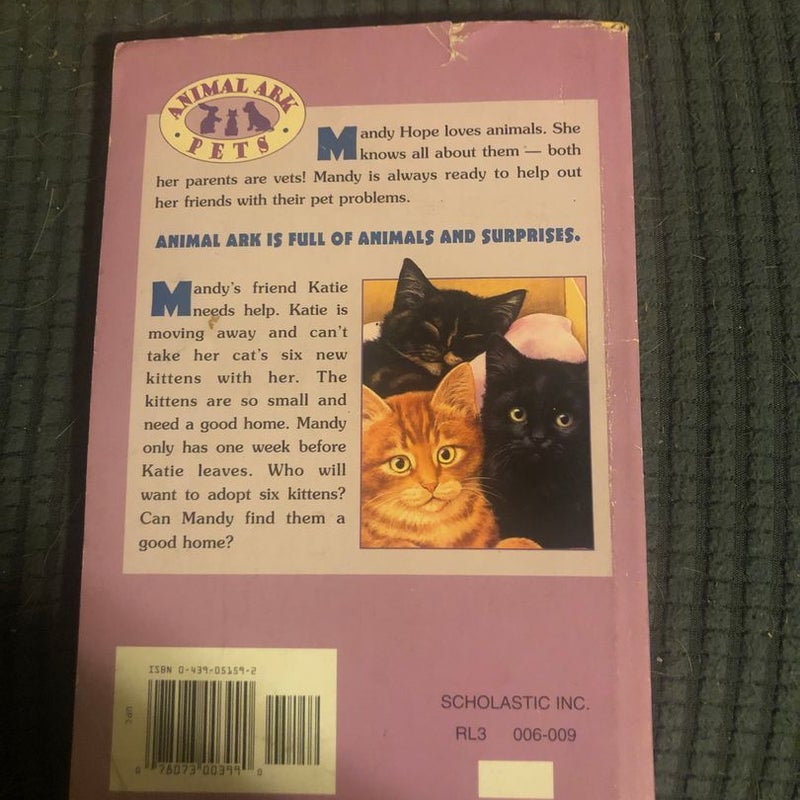 ANIMAL ARK
• PETS •
Mandy Hope loves animals. She
knows all about them — both
her parents are vets! Mandy is always ready to help out
her friends with their pet problems.
ANIMAL ARK IS FULL OF ANIMALS AND SURPRISES.
Mandy's friend Katie
needs help. Katie is
moving away and can't
take her cat's six new
kittens with her. The
kittens are so small and
need a good home. Mandy
only has one week before
Katie leaves. Who will
want to adopt six kittens?
Can Mandy find them a
good home?
ISBN 0-439-05159-2
UPC
0 78073 00399 0
SCHOLASTIC INC.
RL3 006-009